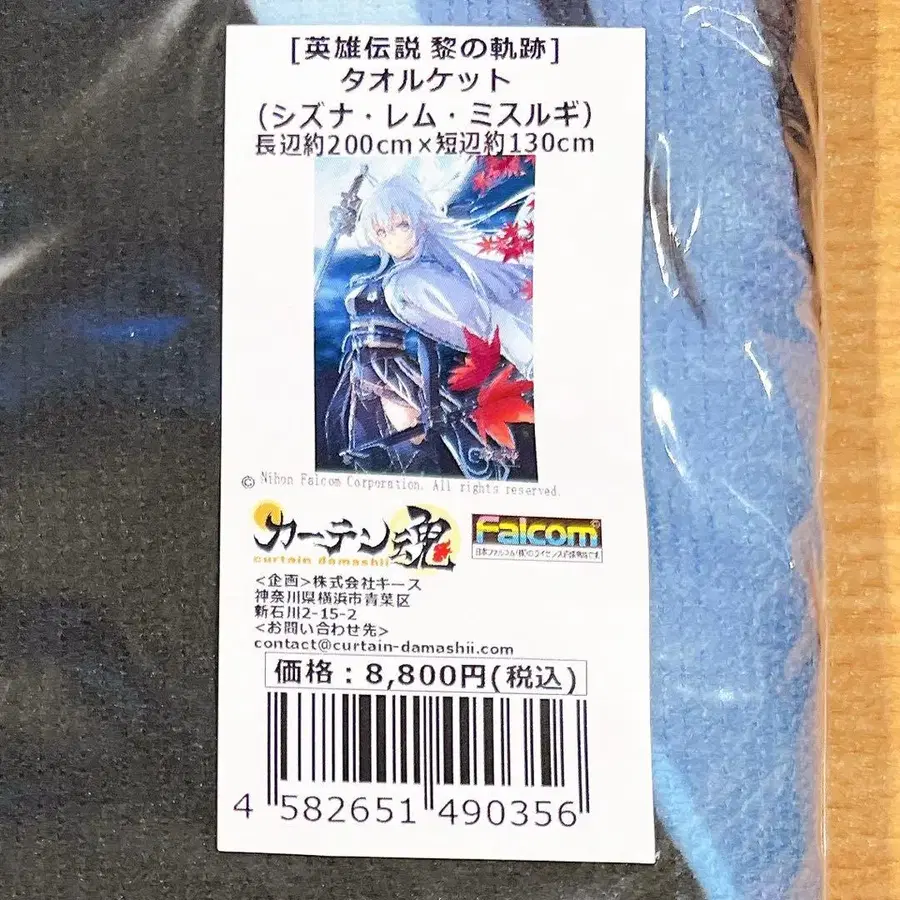 [英雄伝説 黎の軌跡]
タオルケット
(シズナ・レム・ミスルギ)
長辺約200cm×短辺約130cm
© Nihon Falcom Corporation. All rights reserved.
カーテン魂
curtain damashii
Falcom©
<企画>株式会社キース
神奈川県横浜市青葉区
新石川2-15-2
<お問い合わせ先>
contact@curtain-damashii.com
価格：8,800円(税込)
4 582651 490356